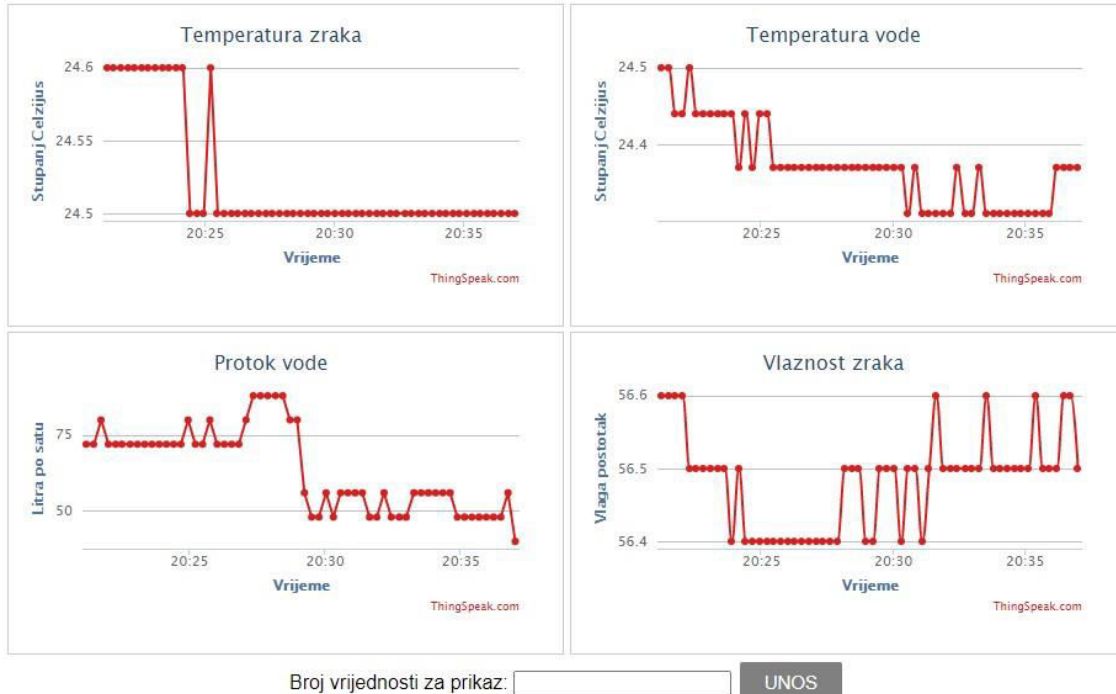 Temperatura zraka
Stupanj Celzijus
24.6
24.55
24.5
20:25 20:30 20:35
Vrijeme
ThingSpeak.com
Temperatura vode
Stupanj Celzijus
24.5
24.4
20:25 20:30 20:35
Vrijeme
ThingSpeak.com
Protok vode
Litra po satu
75
50
20:25 20:30 20:35
Vrijeme
ThingSpeak.com
Vlaznost zraka
Vlaga postotak
56.6
56.5
56.4
20:25 20:30 20:35
Vrijeme
ThingSpeak.com
Broj vrijednosti za prikaz: UNOS